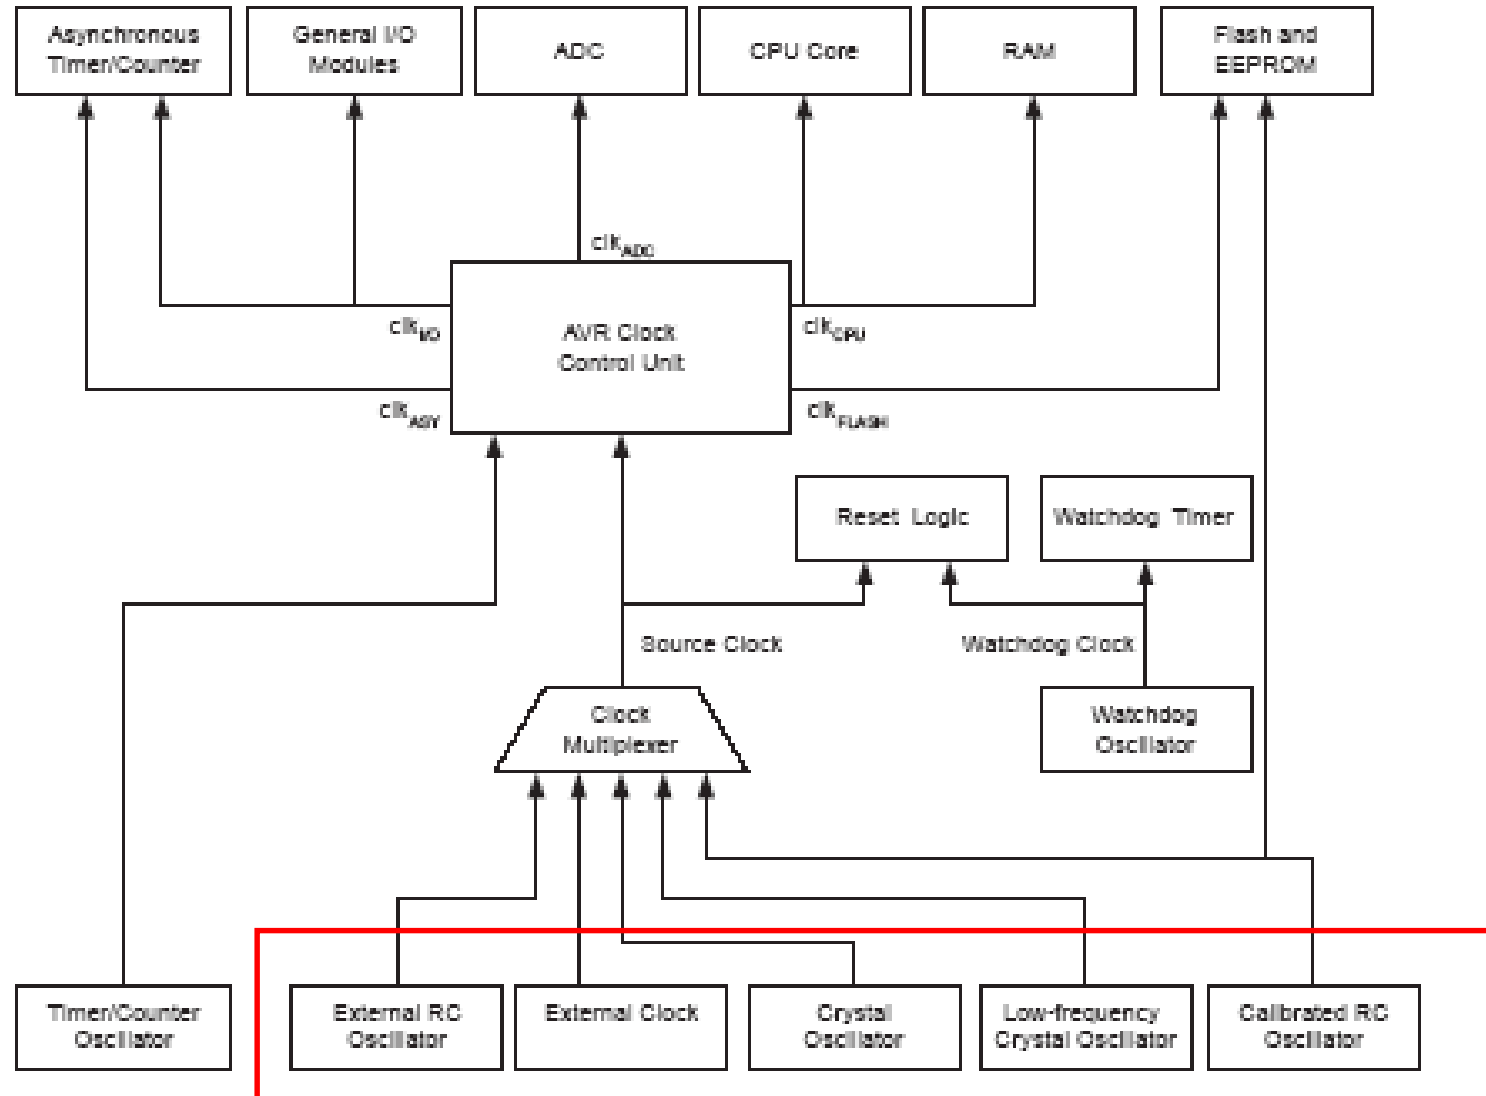 Asynchronous
Timer/Counter
General I/O
Modules
ADC
CPU Core
RAM
Flash and
EEPROM
clkADC
clkI/O
AVR Clock
Control Unit
clkCPU
clkASY
clkFLASH
Reset Logic
Watchdog Timer
Source Clock
Watchdog Clock
Clock
Multiplexer
Watchdog
Oscillator
Timer/Counter
Oscillator
External RC
Oscillator
External Clock
Crystal
Oscillator
Low-frequency
Crystal Oscillator
Calibrated RC
Oscillator